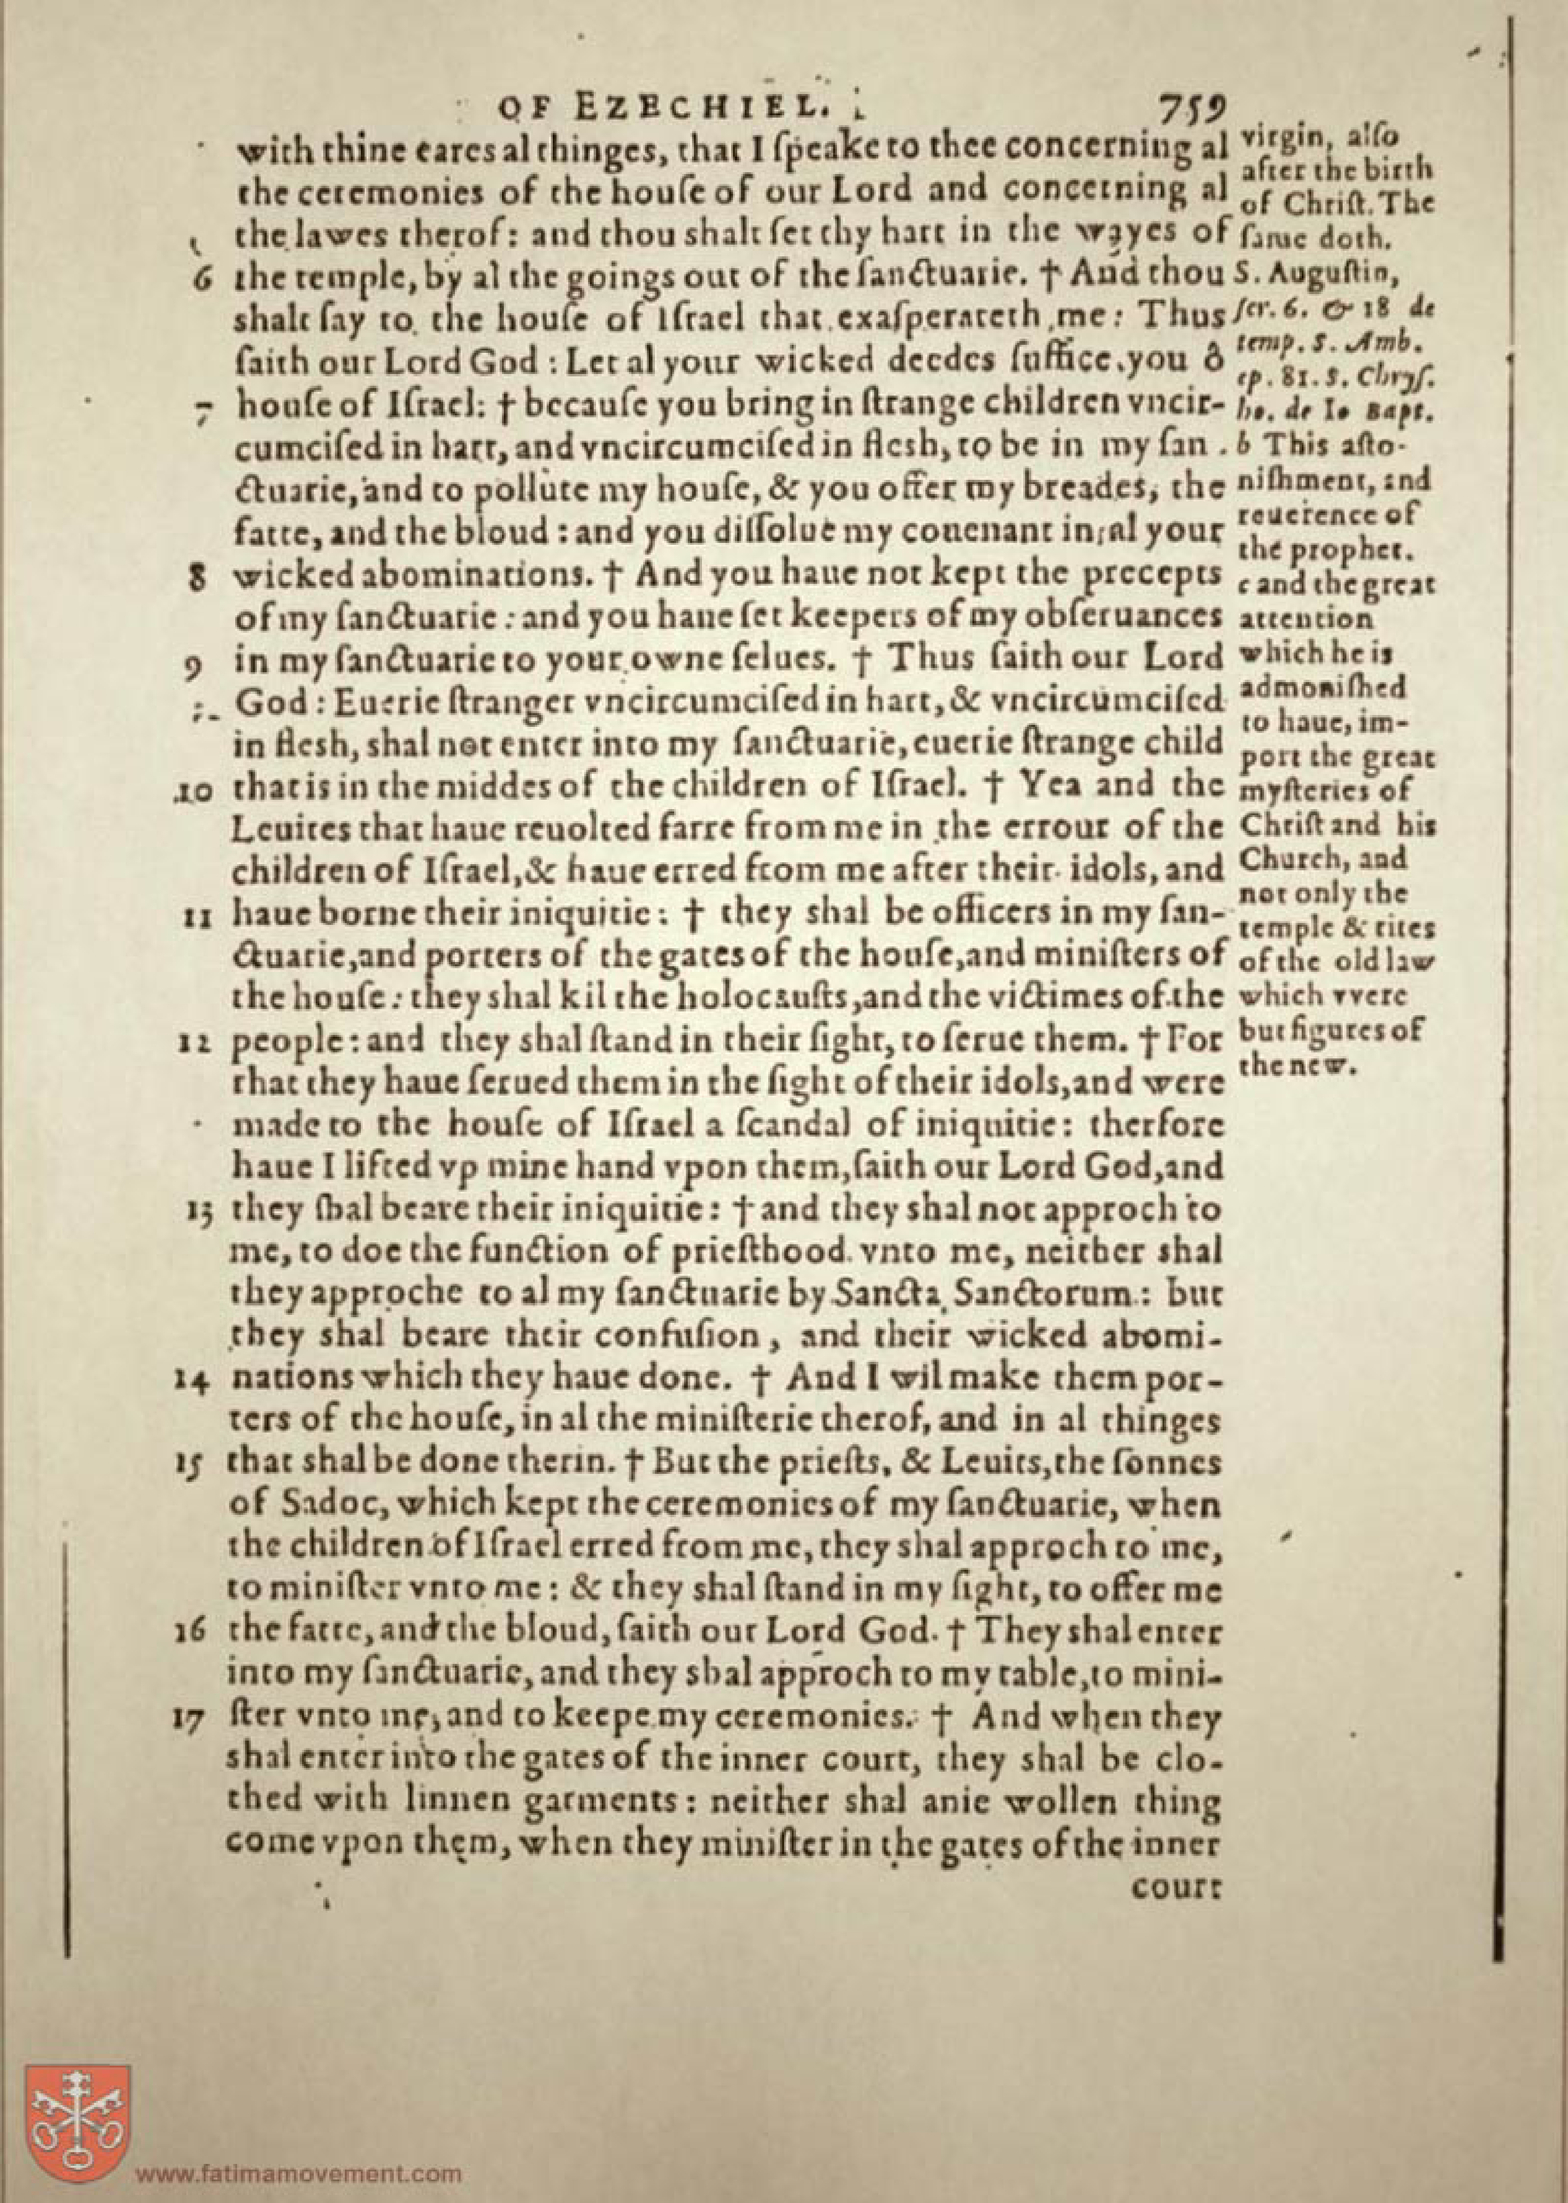 OF EZECHIEL. 759
with thine eares al thinges, that I ſpeake to thee concerning al
the ceremonies of the houſe of our Lord and concerning al
the lawes therof: and thou shalt ſet thy hart in the wayes of
6 the temple, by al the goings out of the ſanctuarie. † And thou
shalt ſay to the houſe of Iſrael that exaſperateth me: Thus
ſaith our Lord God : Let al your wicked deedes ſuffice you ô
7 houſe of Iſrael: † becauſe you bring in ſtrange children vncir-
cumciſed in hart, and vncircumciſed in flesh, to be in my ſan
ctuarie, and to pollute my houſe, & you offer my breades, the
fatte, and the bloud : and you diſſolue my couenant in al your
8 wicked abominations. † And you haue not kept the precepts
of my ſanctuarie : and you haue ſet keepers of my obſeruances
9 in my ſanctuarie to your owne ſelues. † Thus ſaith our Lord
God : Euerie ſtranger vncircumciſed in hart, & vncircumciſed
in flesh, shal not enter into my ſanctuarie, euerie ſtrange child
10 that is in the middes of the children of Iſrael. † Yea and the
Leuites that haue reuolted farre from me in the errour of the
children of Iſrael, & haue erred from me after their idols, and
11 haue borne their iniquitie : † they shal be officers in my ſan-
ctuarie, and porters of the gates of the houſe, and miniſters of
the houſe : they shal kil the holocauſts, and the victimes of the
12 people : and they shal ſtand in their ſight, to ſerue them. † For
that they haue ſerued them in the ſight of their idols, and were
made to the houſe of Iſrael a ſcandal of iniquitie: therfore
haue I lifted vp mine hand vpon them, ſaith our Lord God, and
13 they ſhal beare their iniquitie : † and they shal not approch to
me, to doe the function of prieſthood vnto me, neither shal
they approche to al my ſanctuarie by Sancta Sanctorum : but
they shal beare their confuſion, and their wicked abomi-
14 nations which they haue done. † And I wil make them por-
ters of the houſe, in al the miniſterie therof, and in al thinges
15 that shal be done therin. † But the prieſts, & Leuits, the ſonnes
of Sadoc, which kept the ceremonies of my ſanctuarie, when
the children of Iſrael erred from me, they shal approch to me,
to miniſter vnto me : & they shal ſtand in my ſight, to offer me
16 the fatte, and the bloud, ſaith our Lord God. † They shal enter
into my ſanctuarie, and they shal approch to my table, to mini-
17 ſter vnto me, and to keepe my ceremonies. † And when they
shal enter into the gates of the inner court, they shal be clo-
thed with linnen garments : neither shal anie wollen thing
come vpon them, when they miniſter in the gates of the inner
court
virgin, alſo
after the birth
of Chriſt. The
ſame doth.
S. Auguſtin,
ſer. 6. & 18 de
temp. S. Amb.
ep. 81. S. Chryſ.
ho. de Io Bapt.
b This aſto-
niſhment, and
reuerence of
the prophet.
c and the great
attention
which he is
admoniſhed
to haue, im-
port the great
myſteries of
Chriſt and his
Church, and
not only the
temple & rites
of the old law
which vvere
but figures of
the new.
www.fatimamovement.com